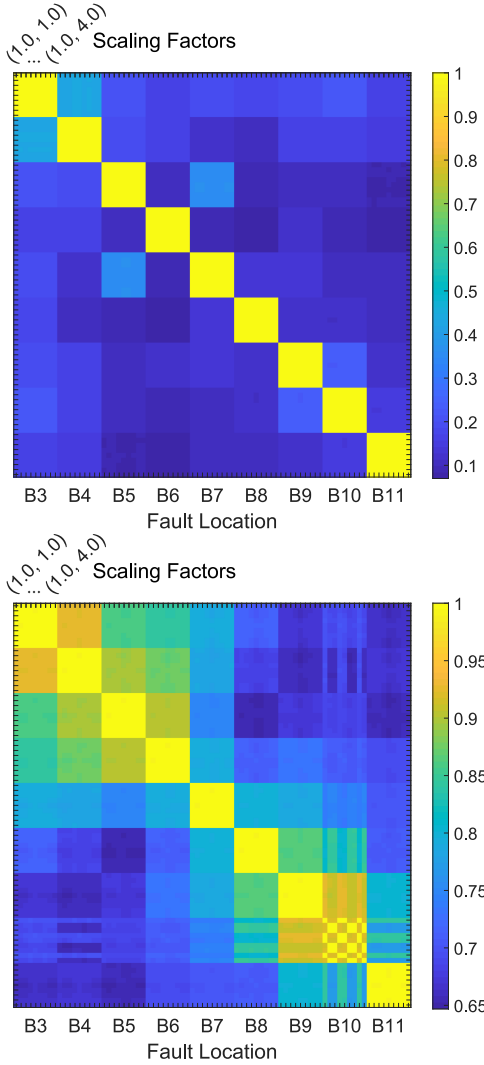 (1.0, 1.0)
... (1.0, 4.0)
Scaling Factors
1
0.9
0.8
0.7
0.6
0.5
0.4
0.3
0.2
0.1
B3 B4 B5 B6 B7 B8 B9 B10 B11
Fault Location
(1.0, 1.0)
... (1.0, 4.0)
Scaling Factors
1
0.95
0.9
0.85
0.8
0.75
0.7
0.65
B3 B4 B5 B6 B7 B8 B9 B10 B11
Fault Location